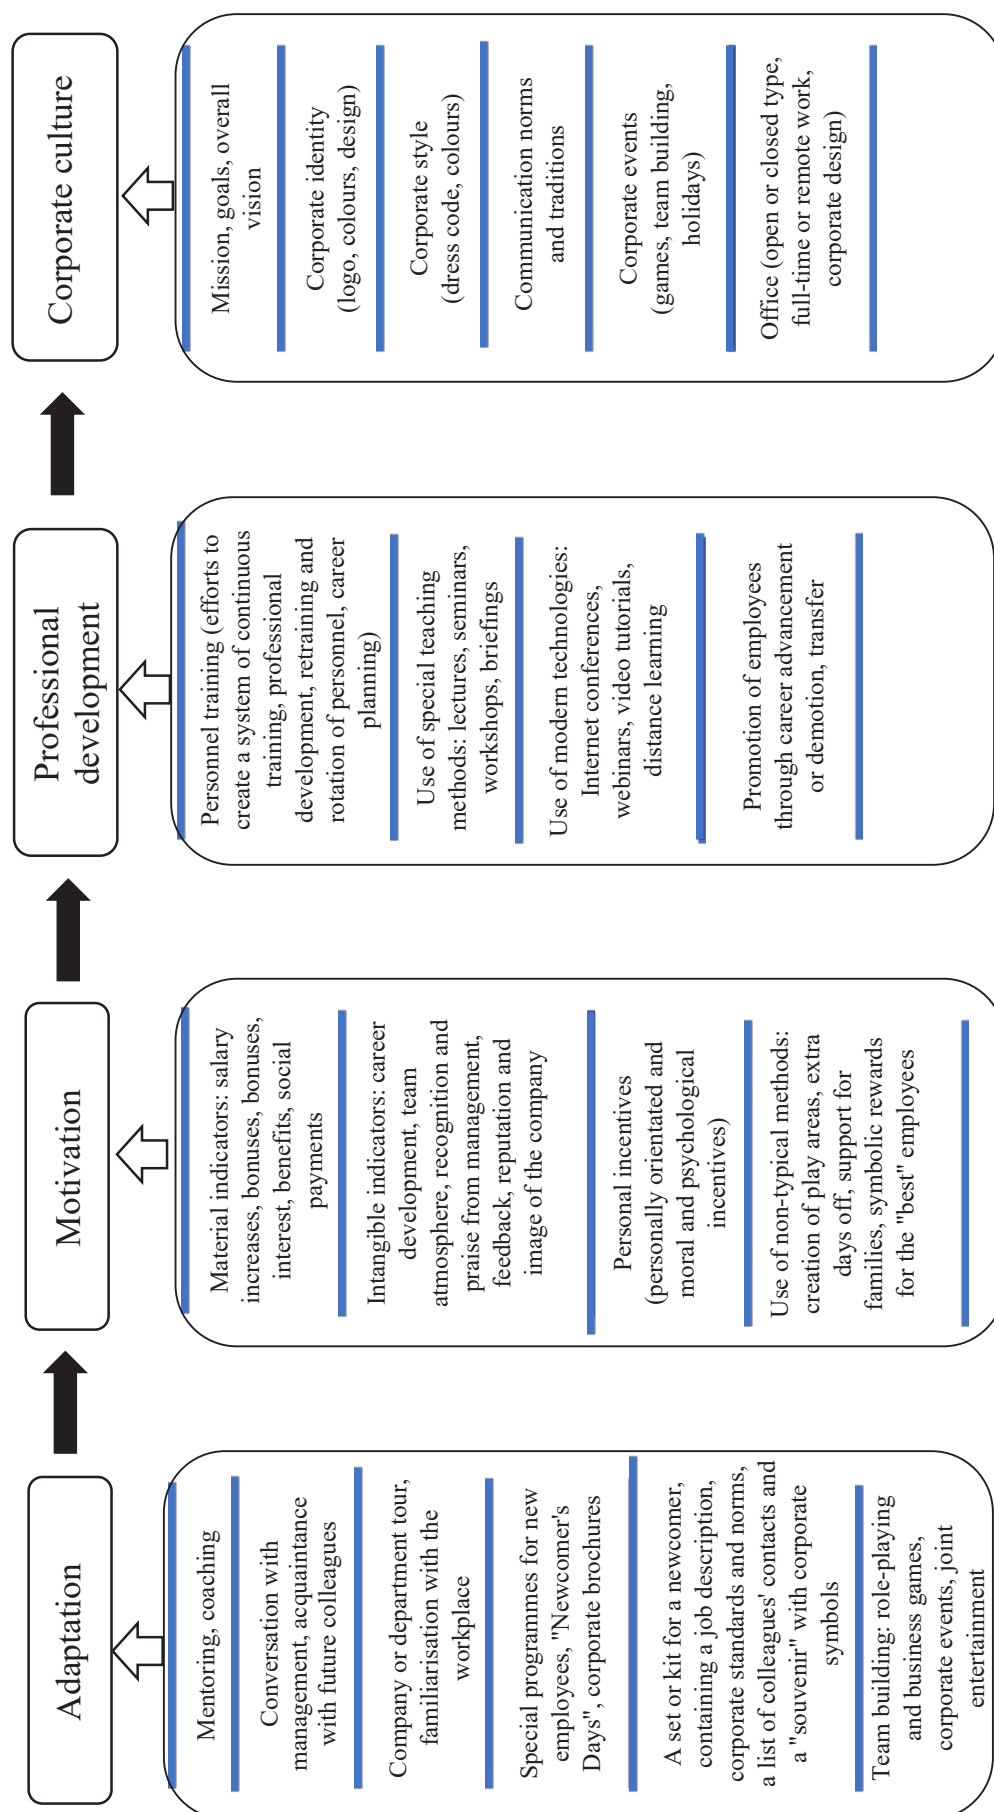 Adaptation
Mentoring, coaching
Conversation with
management, acquaintance
with future colleagues
Company or department tour,
familiarisation with the
workplace
Special programmes for new
employees, "Newcomer's
Days", corporate brochures
A set or kit for a newcomer,
containing a job description,
corporate standards and norms,
a list of colleagues' contacts and
a "souvenir" with corporate
symbols
Team building: role-playing
and business games,
corporate events, joint
entertainment
Motivation
Material indicators: salary
increases, bonuses, bonuses,
interest, benefits, social
payments
Intangible indicators: career
development, team
atmosphere, recognition and
praise from management,
feedback, reputation and
image of the company
Personal incentives
(personally oriented and
moral and psychological
incentives)
Use of non-typical methods:
creation of play areas, extra
days off, support for
families, symbolic rewards
for the "best" employees
Professional
development
Personnel training (efforts to
create a system of continuous
training, professional
development, retraining and
rotation of personnel, career
planning)
Use of special teaching
methods: lectures, seminars,
workshops, briefings
Use of modern technologies:
Internet conferences,
webinars, video tutorials,
distance learning
Promotion of employees
through career advancement
or demotion, transfer
Corporate culture
Mission, goals, overall
vision
Corporate identity
(logo, colours, design)
Corporate style
(dress code, colours)
Communication norms
and traditions
Corporate events
(games, team building,
holidays)
Office (open or closed type,
full-time or remote work,
corporate design)